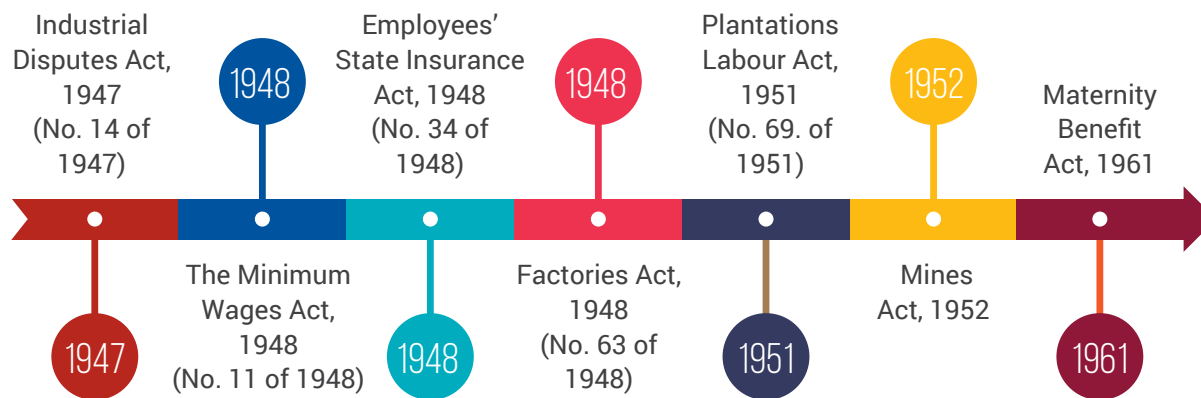 Industrial
Disputes Act,
1947
(No. 14 of
1947)
1947
1948
The Minimum
Wages Act,
1948
(No. 11 of 1948)
Employees’
State Insurance
Act, 1948
(No. 34 of
1948)
1948
1948
Factories Act,
1948
(No. 63 of
1948)
Plantations
Labour Act,
1951
(No. 69. of
1951)
1951
1952
Mines
Act, 1952
Maternity
Benefit
Act, 1961
1961